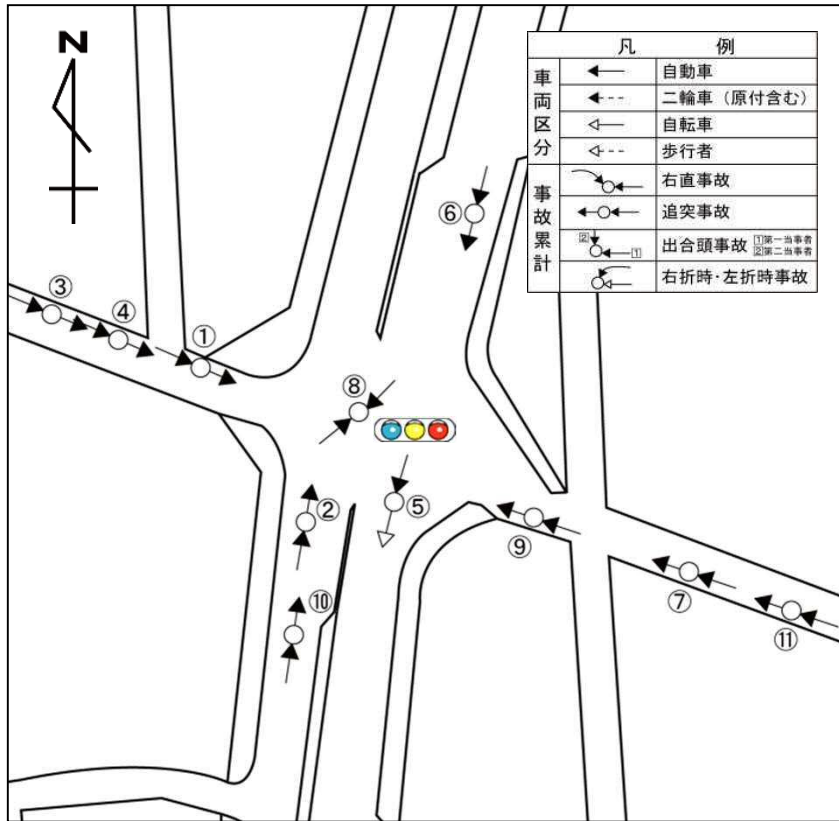 N
凡 例
車両区分
自動車
二輪車（原付含む）
自転車
歩行者
事故累計
右直事故
追突事故
出合頭事故 1第一当事者
2第二当事者
2
1
右折時・左折時事故
⑥
③
④
①
⑧
⑤
②
⑨
⑩
⑦
⑪